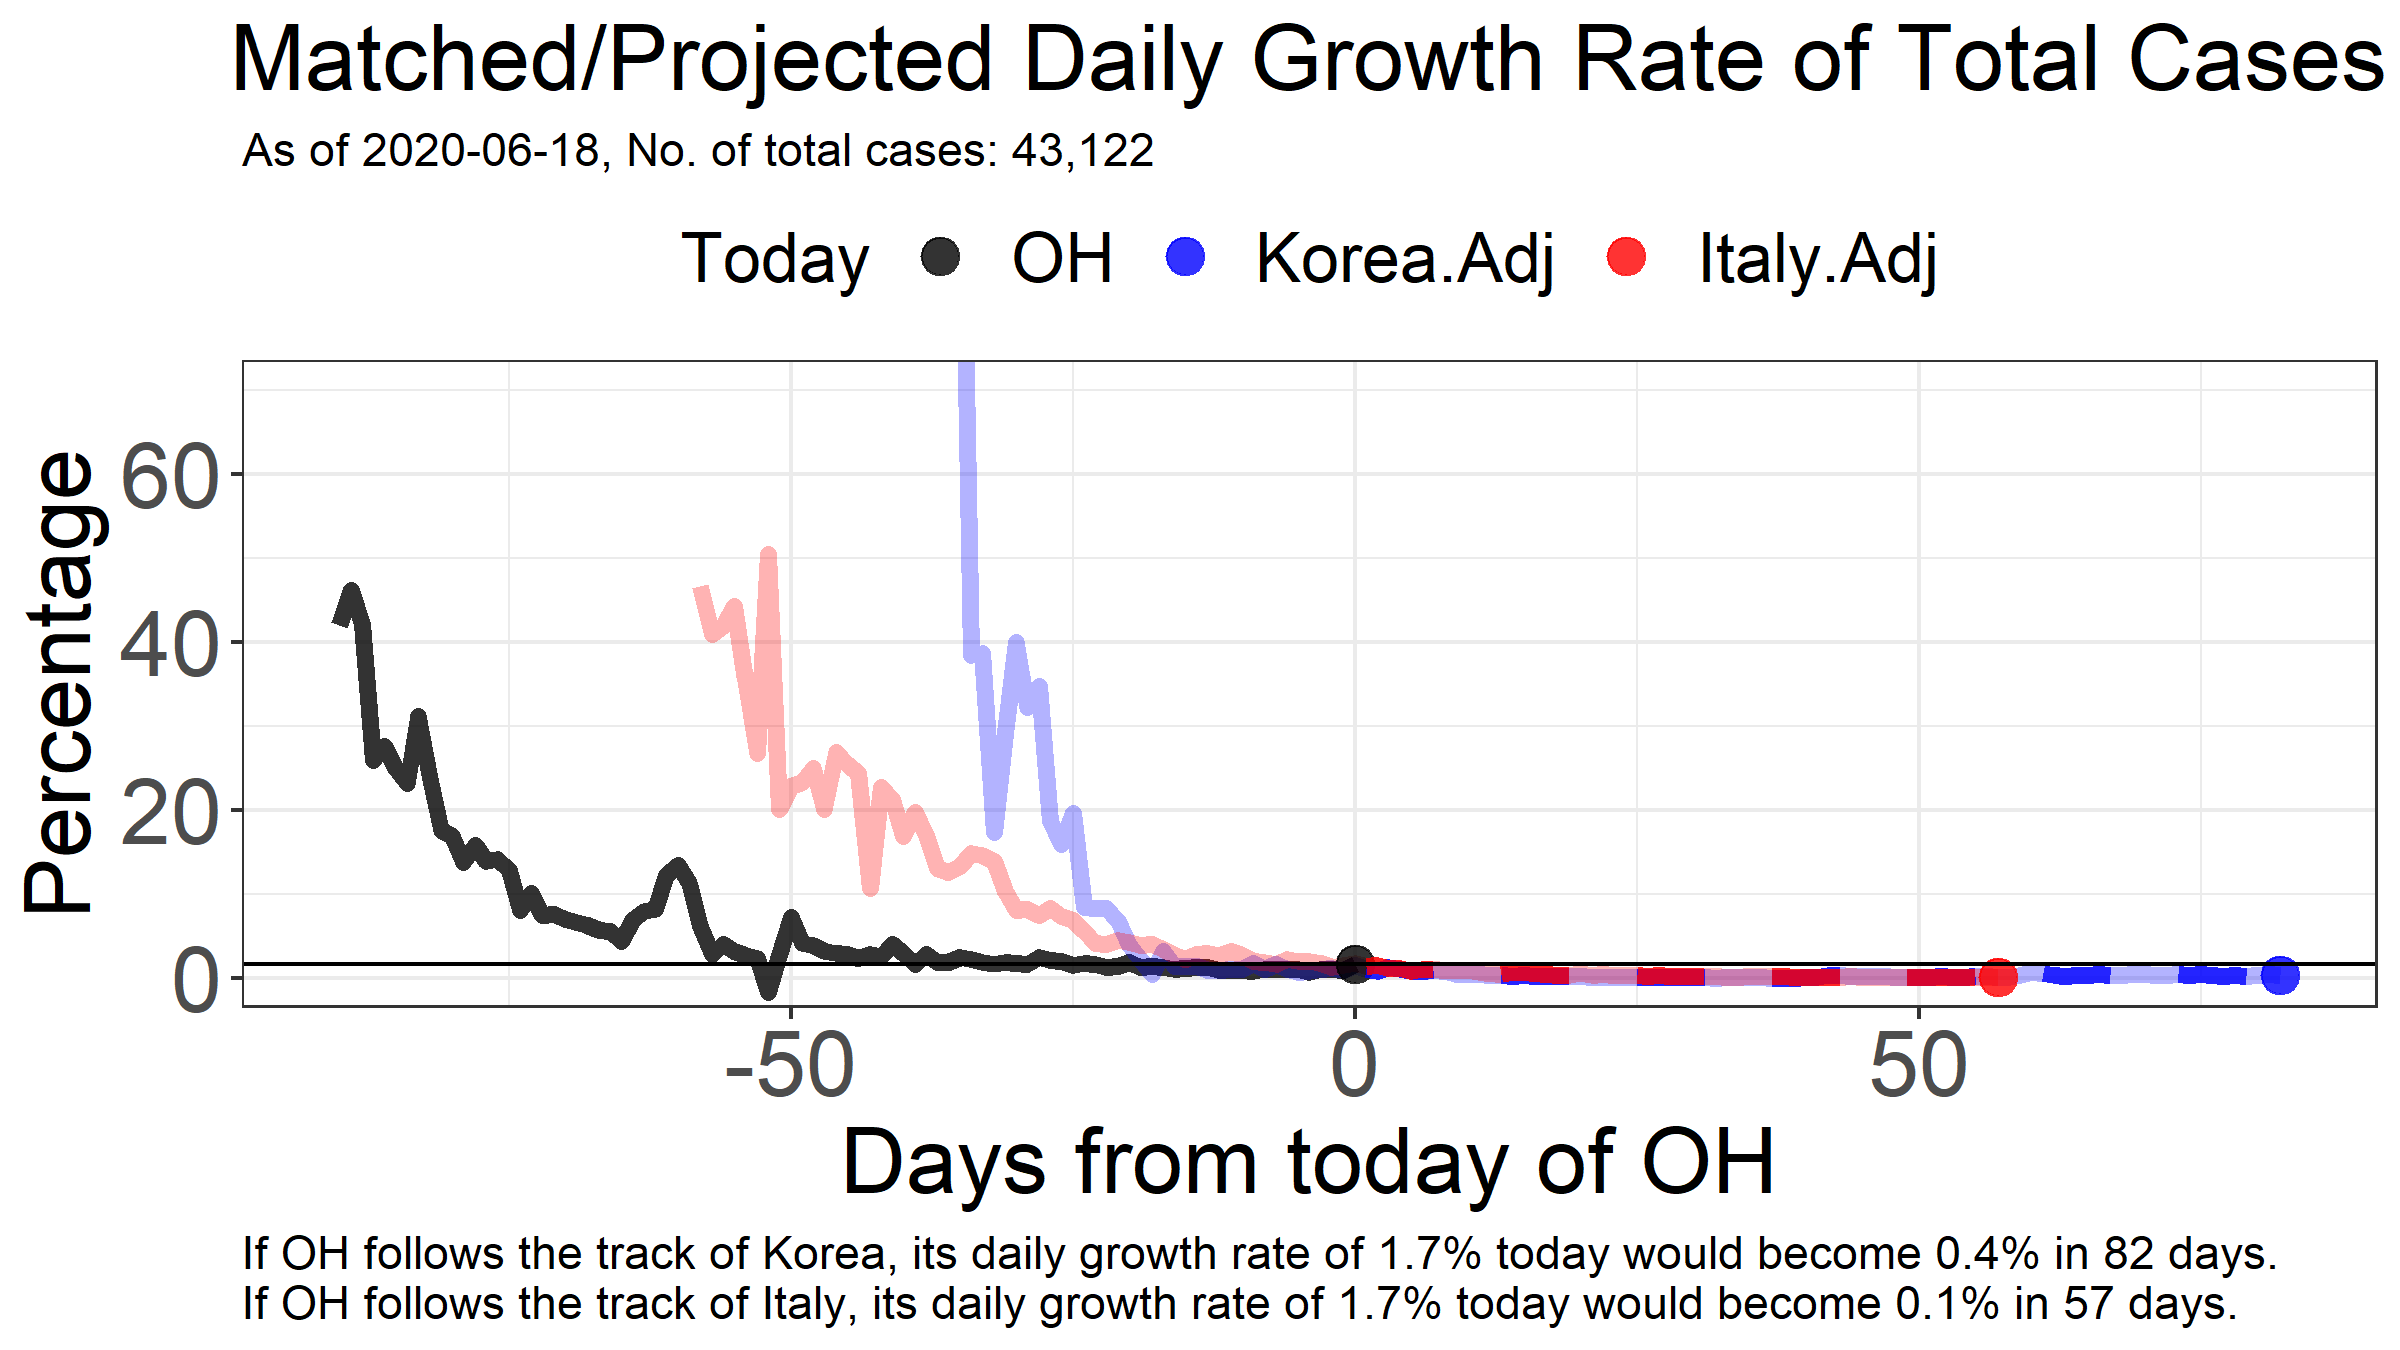 Matched/Projected Daily Growth Rate of Total Cases
As of 2020-06-18, No. of total cases: 43,122
Today OH Korea.Adj Italy.Adj
Percentage
60
40
20
0
-50 0 50
Days from today of OH
If OH follows the track of Korea, its daily growth rate of 1.7% today would become 0.4% in 82 days.
If OH follows the track of Italy, its daily growth rate of 1.7% today would become 0.1% in 57 days.